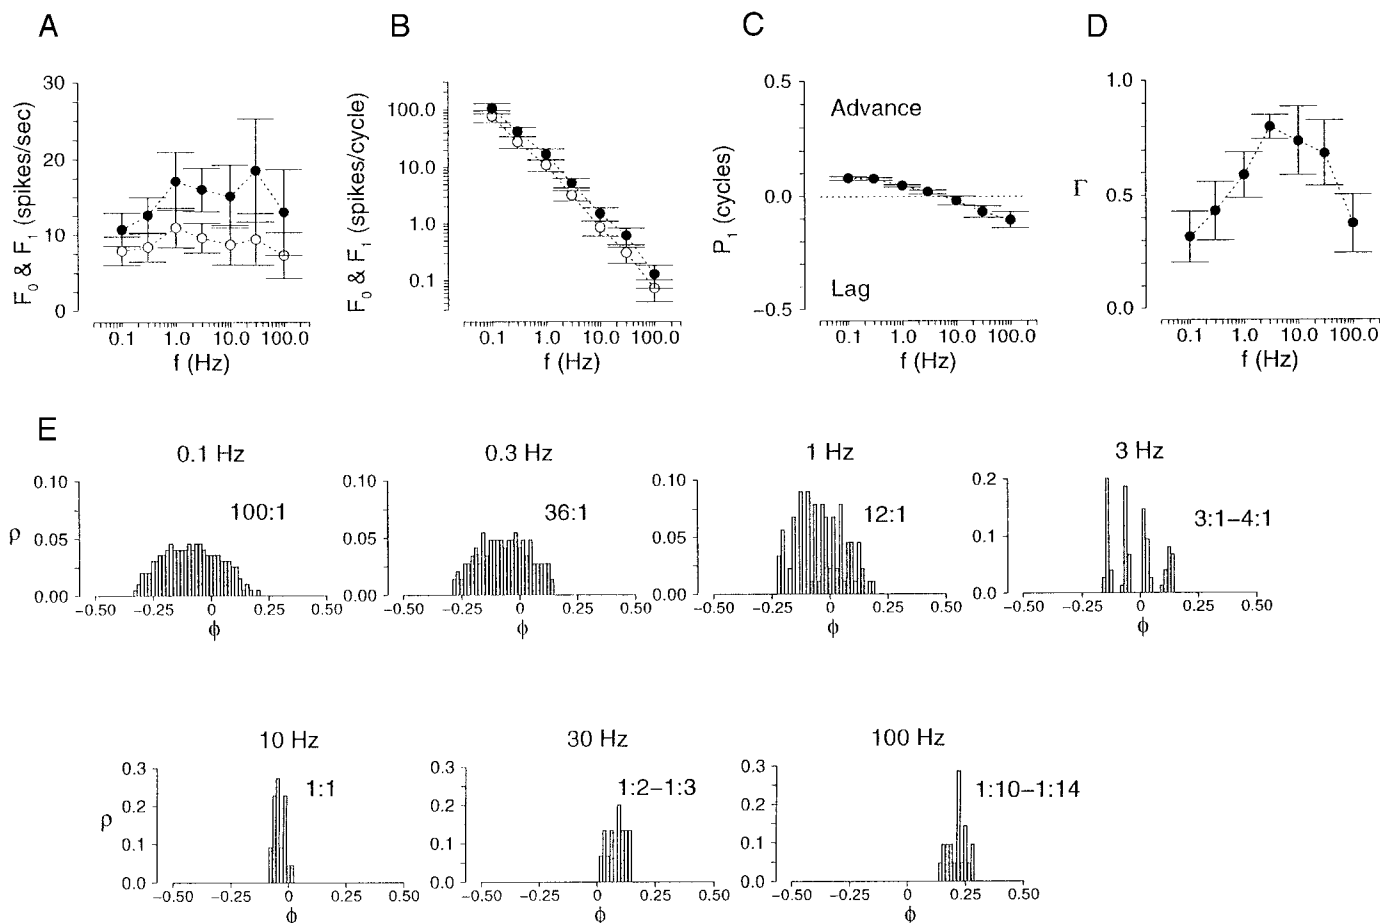 A
B
C
D
F₀ & F₁ (spikes/sec)
30
20
10
0
0.1 1.0 10.0 100.0
f (Hz)
F₀ & F₁ (spikes/cycle)
100.0
10.0
1.0
0.1
0.1 1.0 10.0 100.0
f (Hz)
P₁ (cycles)
0.5
0.0
−0.5
Advance
Lag
0.1 1.0 10.0 100.0
f (Hz)
Γ
1.0
0.5
0.0
0.1 1.0 10.0 100.0
f (Hz)
E
0.1 Hz
100:1
ρ
0.10
0.05
0.00
−0.50 −0.25 0 0.25 0.50
ϕ
0.3 Hz
36:1
0.10
0.05
0.00
−0.50 −0.25 0 0.25 0.50
ϕ
1 Hz
12:1
0.10
0.05
0.00
−0.50 −0.25 0 0.25 0.50
ϕ
3 Hz
3:1−4:1
0.2
0.1
0.0
−0.50 −0.25 0 0.25 0.50
ϕ
10 Hz
1:1
ρ
0.3
0.2
0.1
0.0
−0.50 −0.25 0 0.25 0.50
ϕ
30 Hz
1:2−1:3
0.3
0.2
0.1
0.0
−0.50 −0.25 0 0.25 0.50
ϕ
100 Hz
1:10−1:14
0.3
0.2
0.1
0.0
−0.50 −0.25 0 0.25 0.50
ϕ